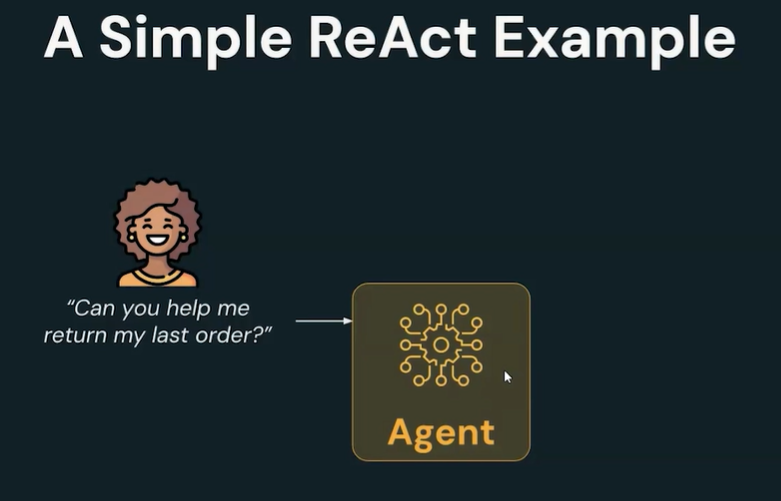 A Simple ReAct Example
“Can you help me
return my last order?”
Agent